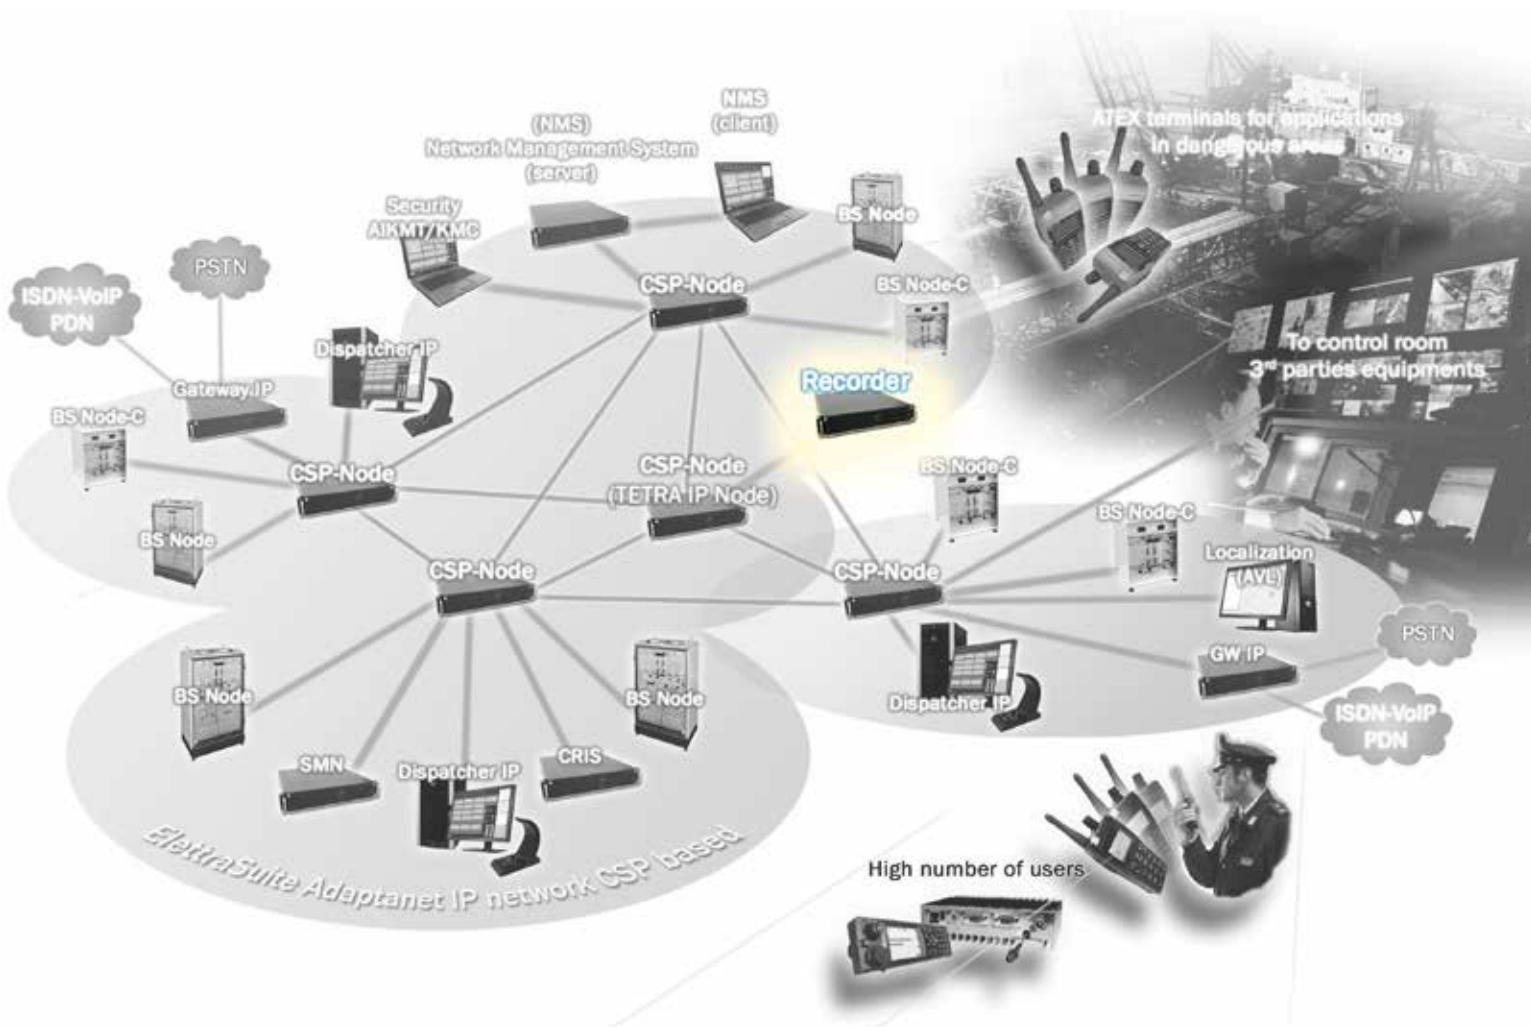 NMS
(client)
(NMS)
Network Management System
(server)
ATEX terminals for applications
in dangerous areas
Security
AIKMT/KMC
BS Node
PSTN
ISDN-VoIP
PDN
CSP-Node
BS Node-C
Dispatcher IP
To control room
3rd parties equipments
Gateway IP
Recorder
BS Node-C
CSP-Node
CSP-Node
(TETRA IP Node)
BS Node-C
BS Node
BS Node-C
Localization
(AVL)
CSP-Node
CSP-Node
PSTN
GW IP
BS Node
BS Node
Dispatcher IP
ISDN-VoIP
PDN
SMN
Dispatcher IP
CRIS
ElettraSuite Adaptanet IP network CSP based
High number of users